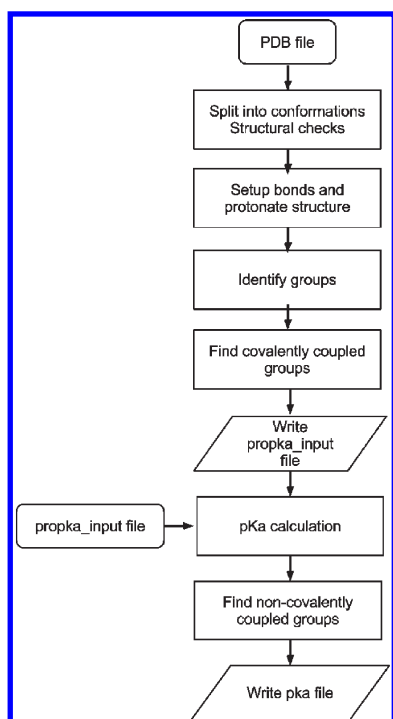 PDB file
Split into conformations
Structural checks
Setup bonds and
protonate structure
Identify groups
Find covalently coupled
groups
Write
propka_input
file
propka_input file
pKa calculation
Find non-covalently
coupled groups
Write pka file